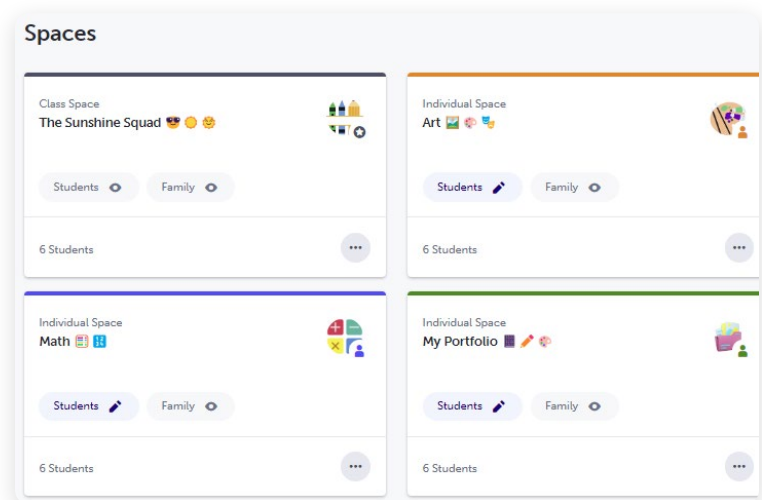 Spaces
Class Space
The Sunshine Squad 😎 🌞 🌞
Students
Family
6 Students
Individual Space
Art 🖼️ 🎨 🎭
Students
Family
6 Students
Individual Space
Math 🧮 🔢
Students
Family
6 Students
Individual Space
My Portfolio 📓 ✏️ 🎨
Students
Family
6 Students